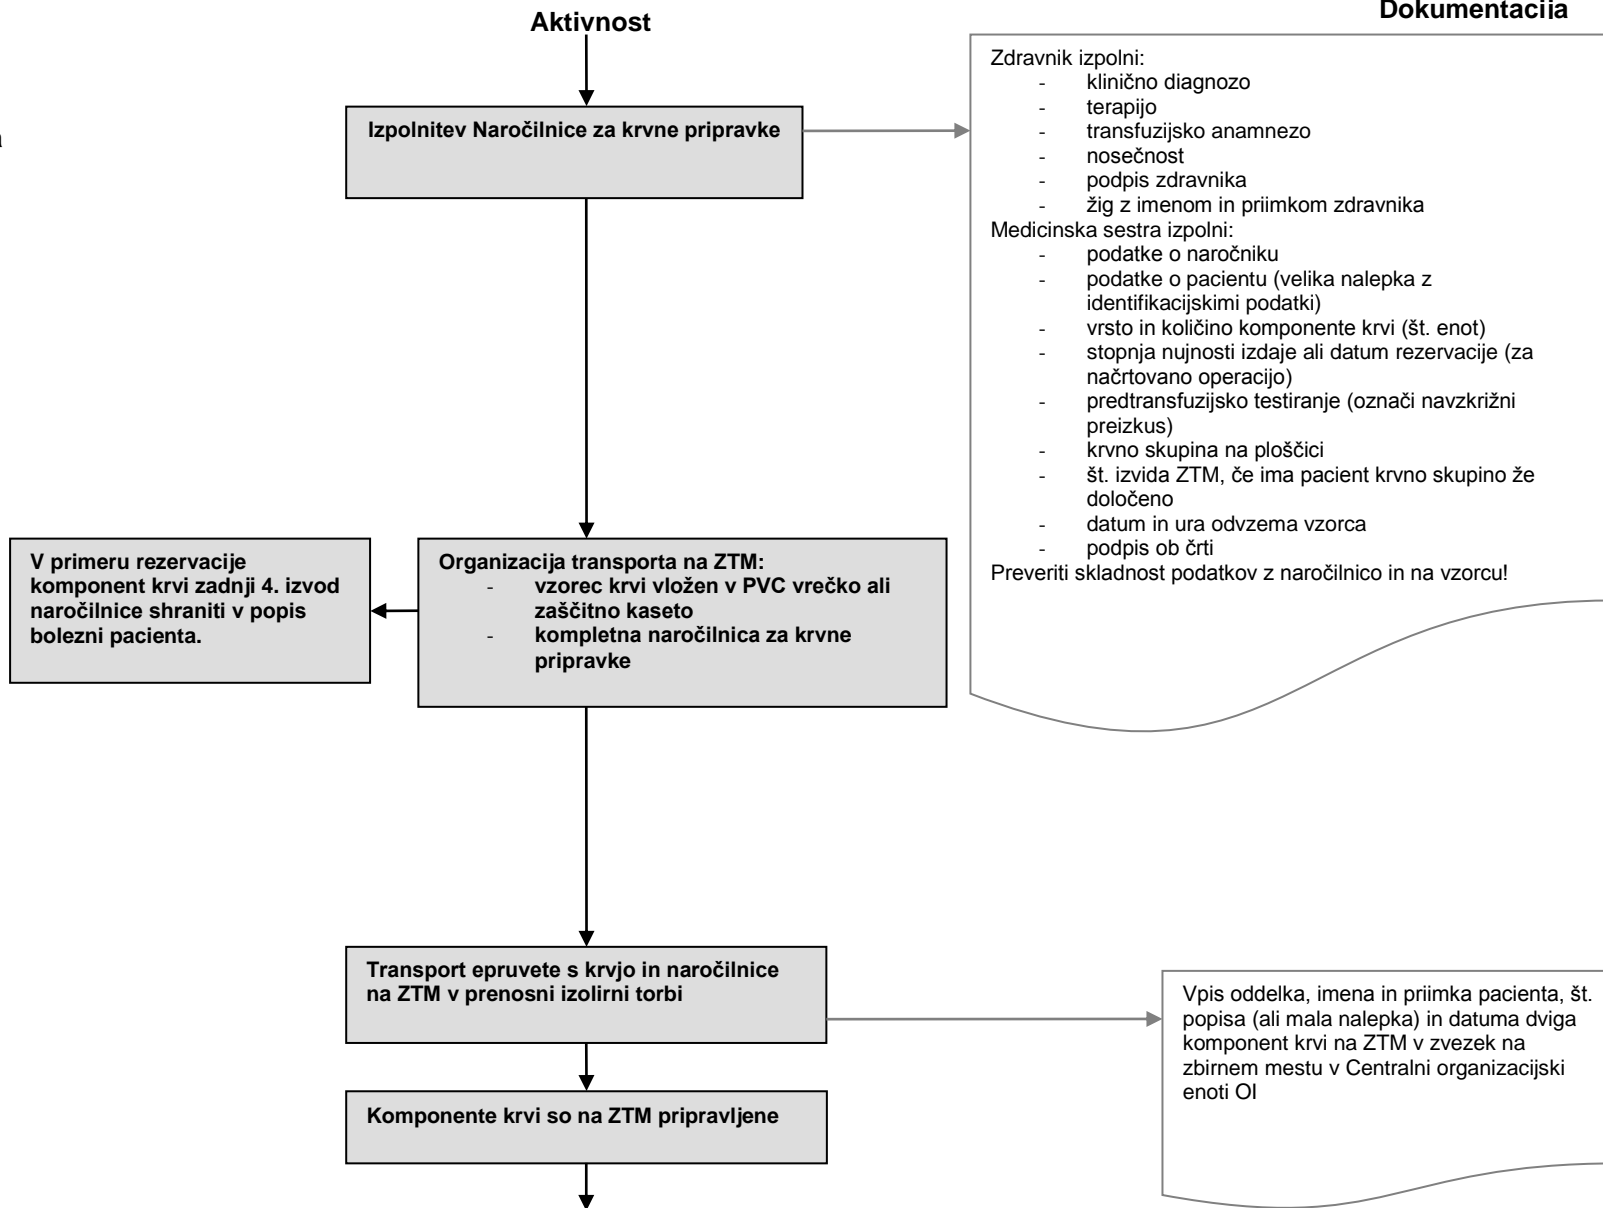 Aktivnost
Dokumentacija
Izpolnitev Naročilnice za krvne pripravke
Zdravnik izpolni:
- klinično diagnozo
- terapijo
- transfuzijsko anamnezo
- nosečnost
- podpis zdravnika
- žig z imenom in priimkom zdravnika
Medicinska sestra izpolni:
- podatke o naročniku
- podatke o pacientu (velika nalepka z
identifikacijskimi podatki)
- vrsto in količino komponente krvi (št. enot)
- stopnja nujnosti izdaje ali datum rezervacije (za
načrtovano operacijo)
- predtransfuzijsko testiranje (označi navzkrižni
preizkus)
- krvno skupina na ploščici
- št. izvida ZTM, če ima pacient krvno skupino že
določeno
- datum in ura odvzema vzorca
- podpis ob črti
Preveriti skladnost podatkov z naročilnico in na vzorcu!
V primeru rezervacije
komponent krvi zadnji 4. izvod
naročilnice shraniti v popis
bolezni pacienta.
Organizacija transporta na ZTM:
- vzorec krvi vložen v PVC vrečko ali
zaščitno kaseto
- kompletna naročilnica za krvne
pripravke
Transport epruvete s krvjo in naročilnice
na ZTM v prenosni izolirni torbi
Vpis oddelka, imena in priimka pacienta, št.
popisa (ali mala nalepka) in datuma dviga
komponent krvi na ZTM v zvezek na
zbirnem mestu v Centralni organizacijski
enoti OI
Komponente krvi so na ZTM pripravljene